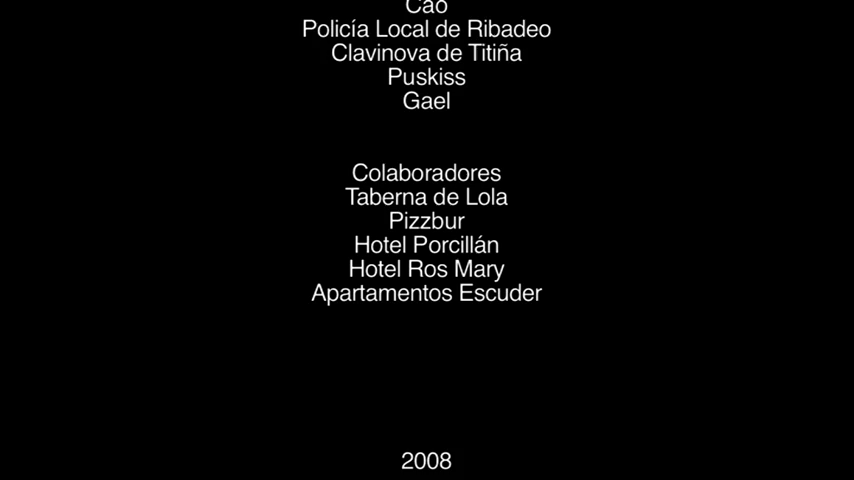 Cao
Policía Local de Ribadeo
Clavinova de Titiña
Puskiss
Gael
Colaboradores
Taberna de Lola
Pizzbur
Hotel Porcillán
Hotel Ros Mary
Apartamentos Escuder
2008